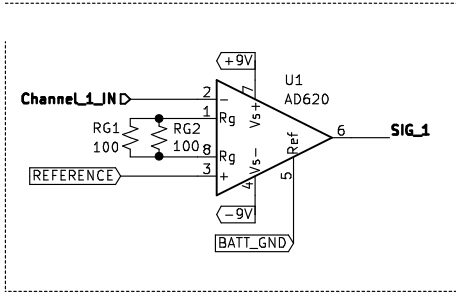 +9V
U1
AD620
7
Vs+
2
-
Channel_1_IN
1
Rg
RG1
100
RG2
100
6
SIG_1
8
Rg
Ref
REFERENCE
3
+
Vs-
4
5
-9V
BATT_GND